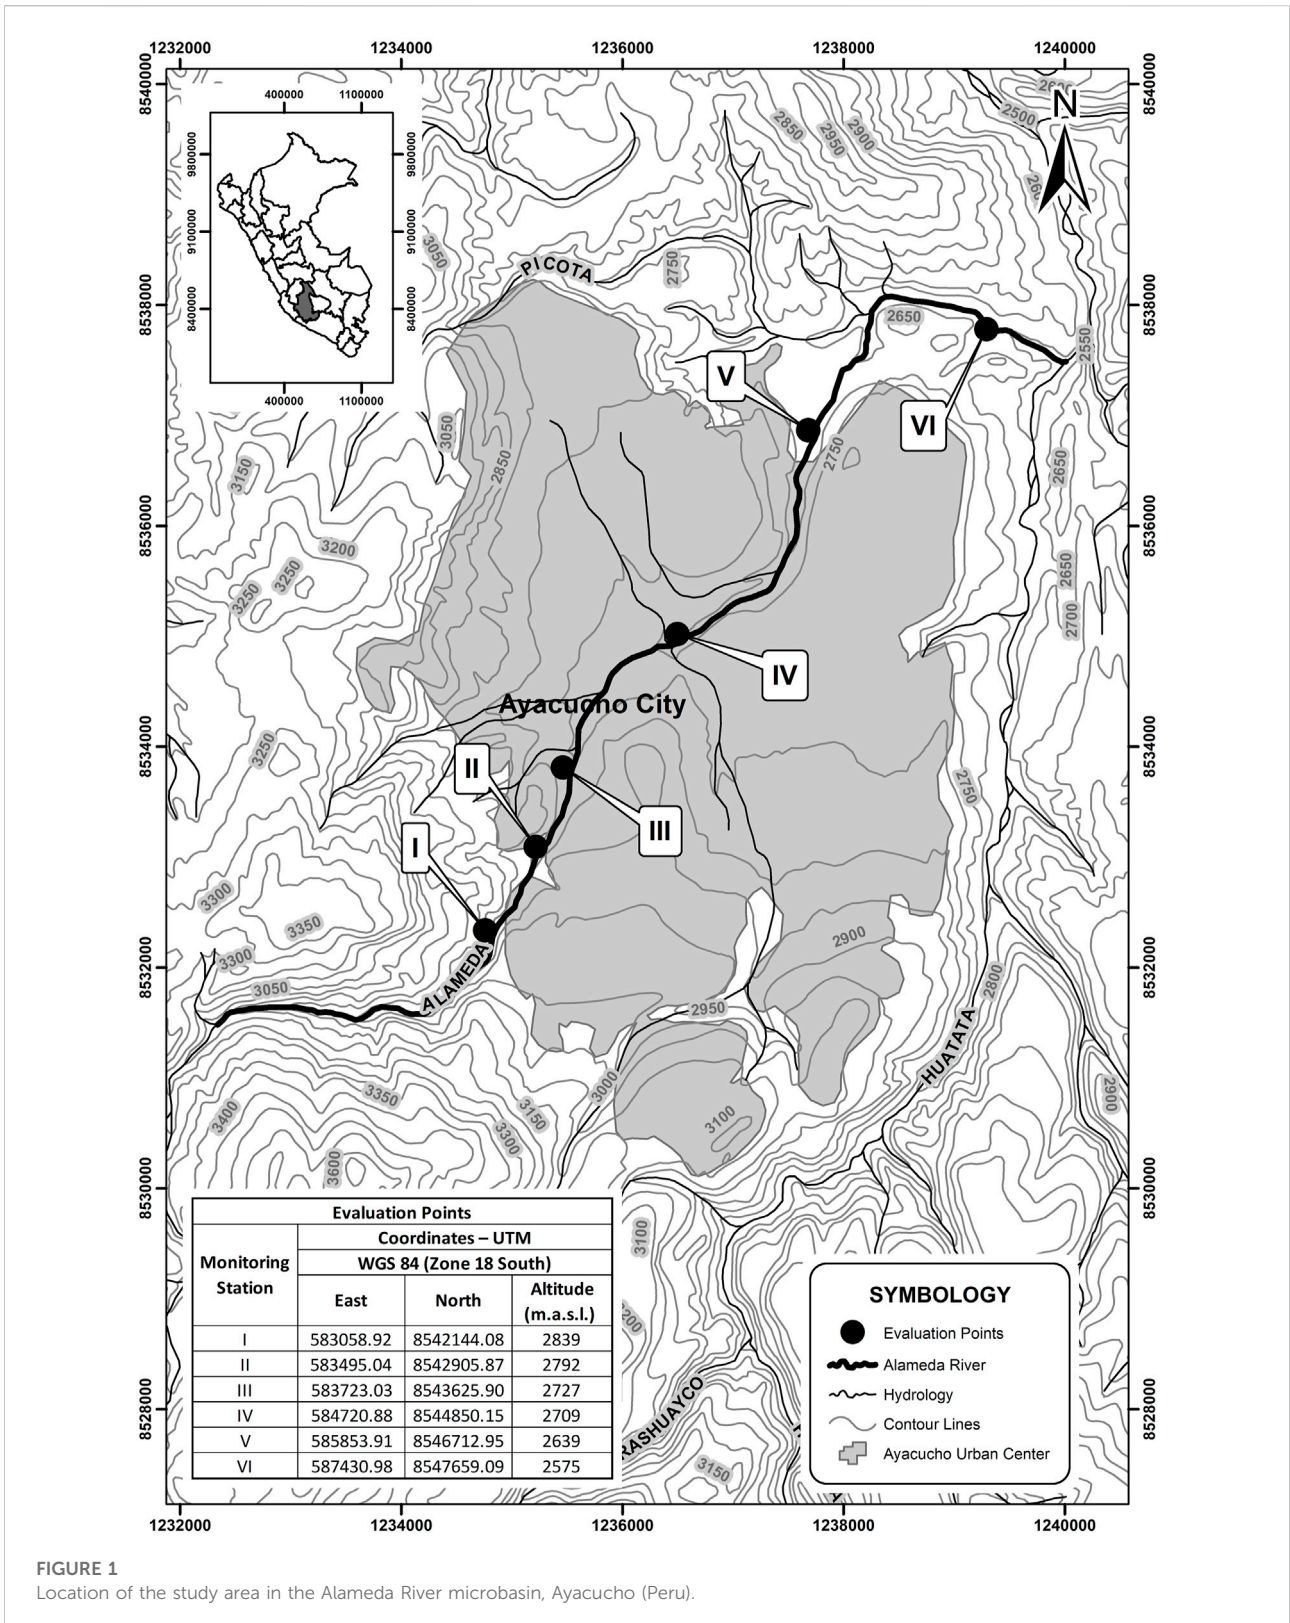 1232000 1234000 1236000 1238000 1240000
8540000
8540000
400000 1100000
9800000
9800000
9100000
9100000
8400000
8400000
400000 1100000
N
2500
2850
2950
2900
3050
PICOTA
2750
8538000
8538000
2650
2550
V
VI
3050
2850
2750
3150
2650
8536000
8536000
3200
3250
3250
2650
2700
IV
Ayacucho City
8534000
8534000
3250
II
2750
III
I
3300
3350
2900
3300
ALAMEDA
8532000
8532000
3050
2800
2950
HUATATA
3350
3000
2900
3400
3150
3100
3300
3600
8530000
8530000
3100
Evaluation Points
Monitoring Station
Coordinates – UTM
WGS 84 (Zone 18 South)
East North Altitude (m.a.s.l.)
I 583058.92 8542144.08 2839
II 583495.04 8542905.87 2792
III 583723.03 8543625.90 2727
IV 584720.88 8544850.15 2709
V 585853.91 8546712.95 2639
VI 587430.98 8547659.09 2575
RASHUAYCO
3150
SYMBOLOGY
Evaluation Points
Alameda River
Hydrology
Contour Lines
Ayacucho Urban Center
8528000
8528000
1232000 1234000 1236000 1238000 1240000
FIGURE 1
Location of the study area in the Alameda River microbasin, Ayacucho (Peru).